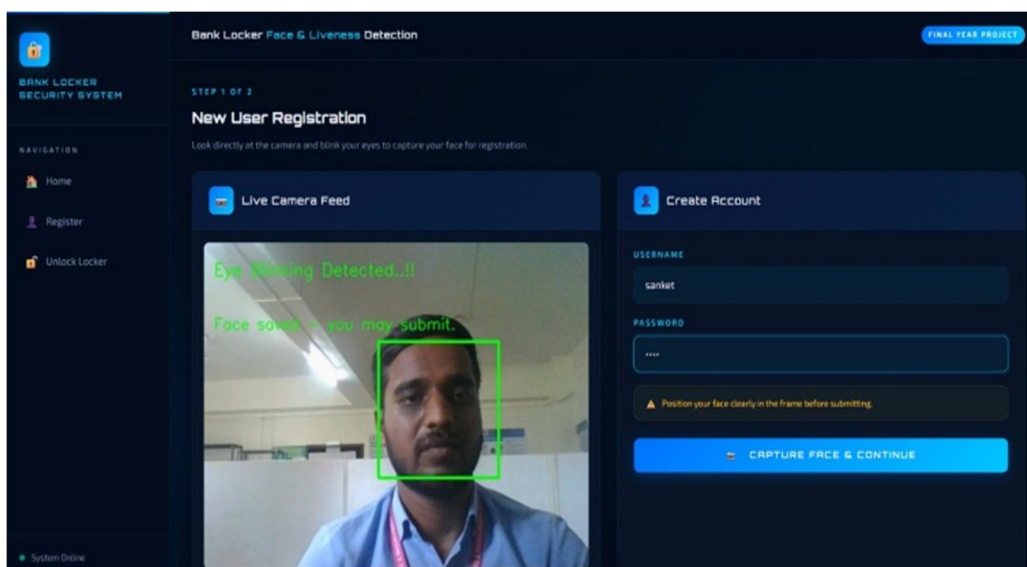 BANK LOCKER
SECURITY SYSTEM
NAVIGATION
Home
Register
Unlock Locker
System Online
Bank Locker Face & Liveness Detection
FINAL YEAR PROJECT
STEP 1 OF 2
New User Registration
Look directly at the camera and blink your eyes to capture your face for registration.
Live Camera Feed
Eye Blinking Detected..!!
Face saved - you may submit.
Create Account
USERNAME
sanket
PASSWORD
••••
Position your face clearly in the frame before submitting.
CAPTURE FACE & CONTINUE